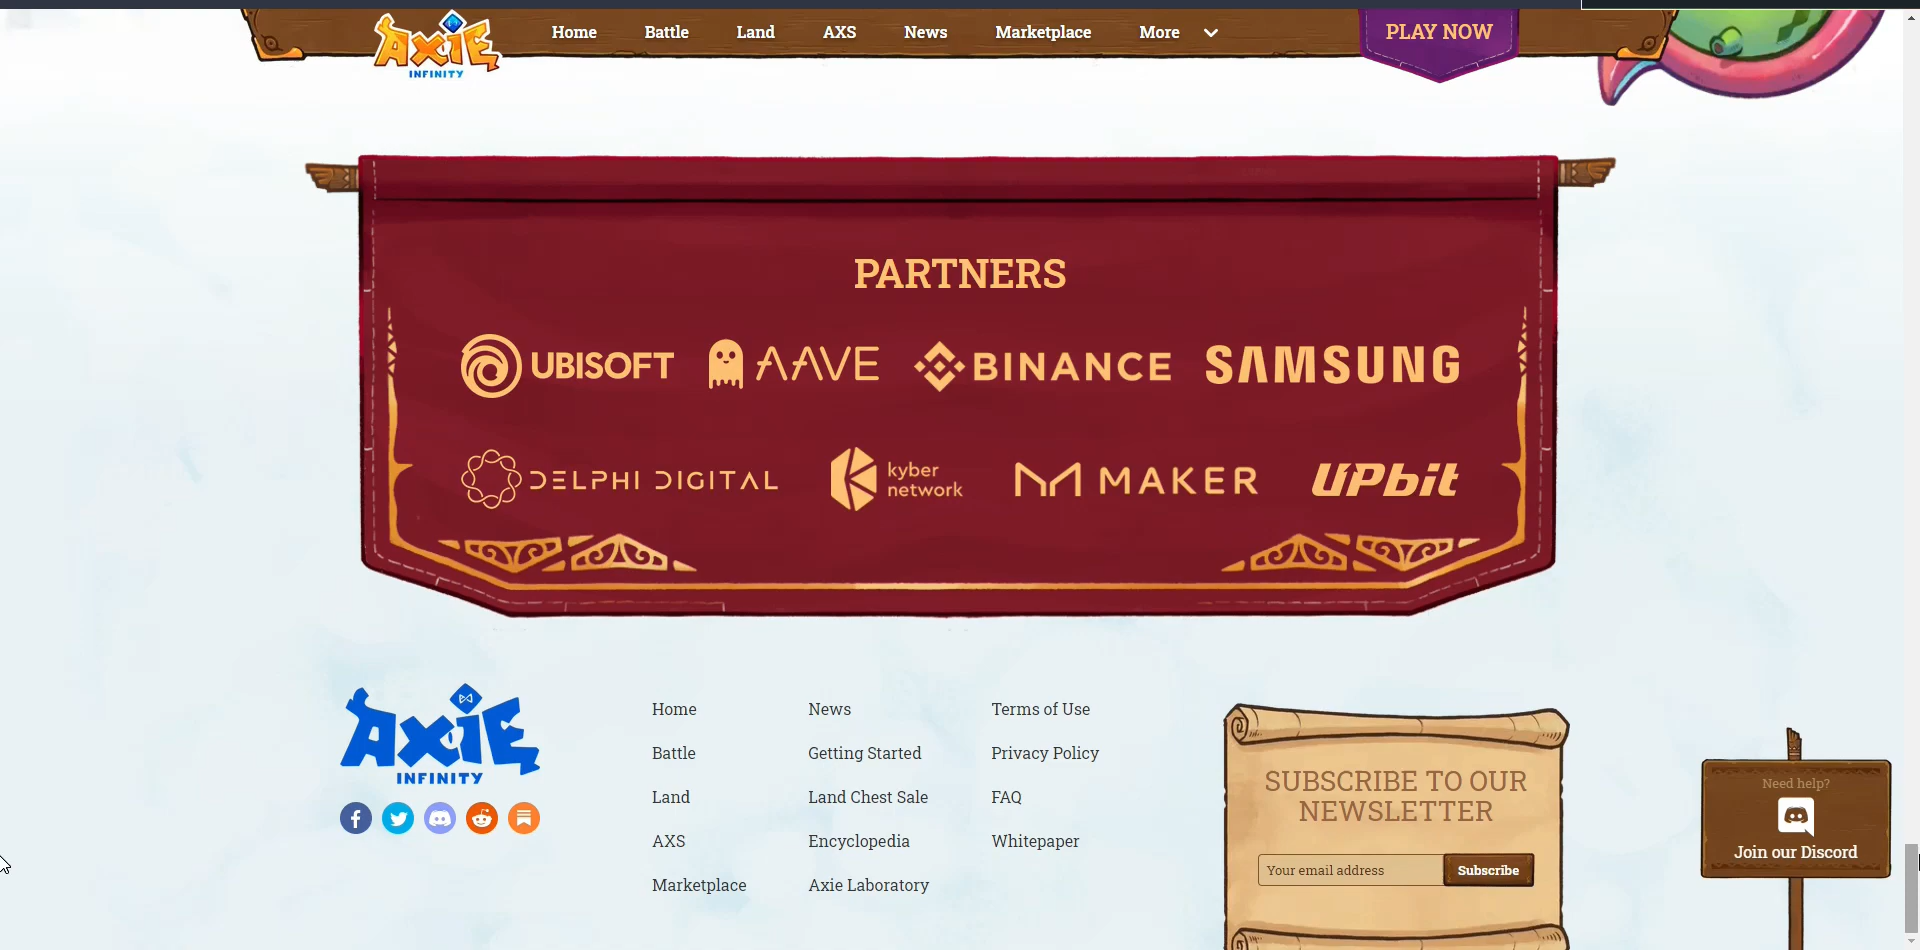 AXIE
INFINITY
Home
Battle
Land
AXS
News
Marketplace
More
PLAY NOW
PARTNERS
UBISOFT
AAVE
BINANCE
SAMSUNG
DELPHI DIGITAL
kyber
network
MAKER
UPbit
AXIE
INFINITY
Home
Battle
Land
AXS
Marketplace
News
Getting Started
Land Chest Sale
Encyclopedia
Axie Laboratory
Terms of Use
Privacy Policy
FAQ
Whitepaper
SUBSCRIBE TO OUR
NEWSLETTER
Your email address
Subscribe
Need help?
Join our Discord